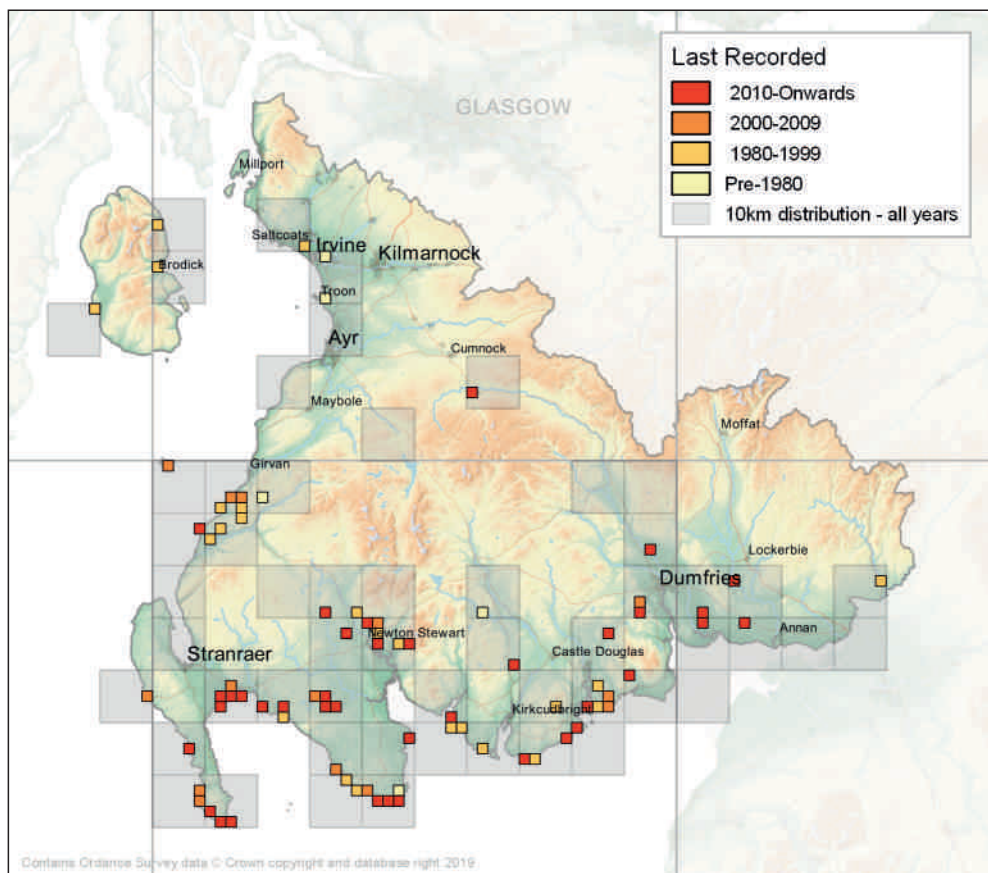 Last Recorded
2010-Onwards
2000-2009
1980-1999
Pre-1980
10km distribution - all years
GLASGOW
Millport
Saltcoats
Irvine
Kilmarnock
Brodick
Troon
Ayr
Cumnock
Maybole
Moffat
Girvan
Lockerbie
Dumfries
Newton Stewart
Annan
Stranraer
Castle Douglas
Kirkcudbright
Contains Ordance Survey data © Crown copyright and database right 2019